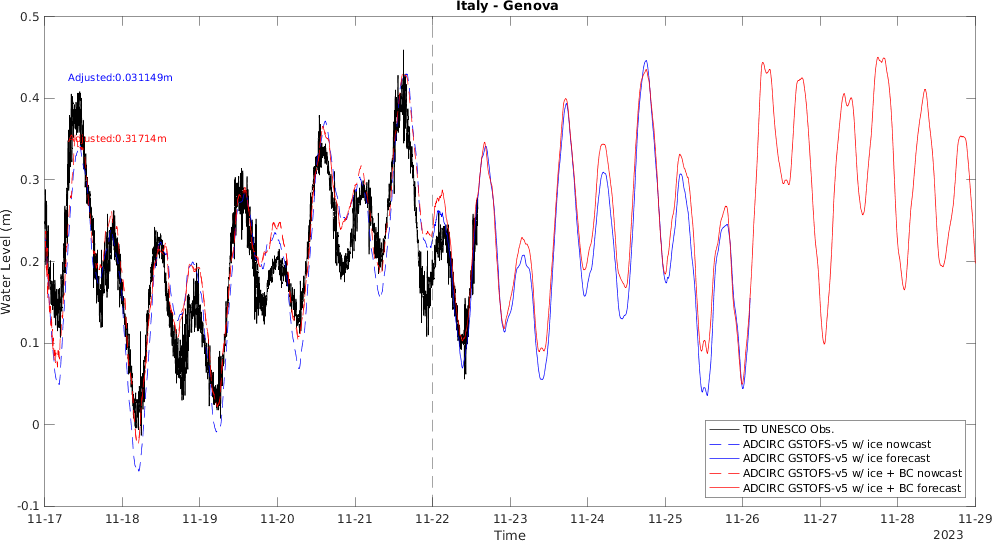 Italy - Genova
0.5
0.4
0.3
0.2
0.1
0
-0.1
Water Level (m)
Adjusted:0.031149m
Adjusted:0.31714m
TD UNESCO Obs.
ADCIRC GSTOFS-v5 w/ ice nowcast
ADCIRC GSTOFS-v5 w/ ice forecast
ADCIRC GSTOFS-v5 w/ ice + BC nowcast
ADCIRC GSTOFS-v5 w/ ice + BC forecast
11-17 11-18 11-19 11-20 11-21 11-22 11-23 11-24 11-25 11-26 11-27 11-28 11-29
Time
2023